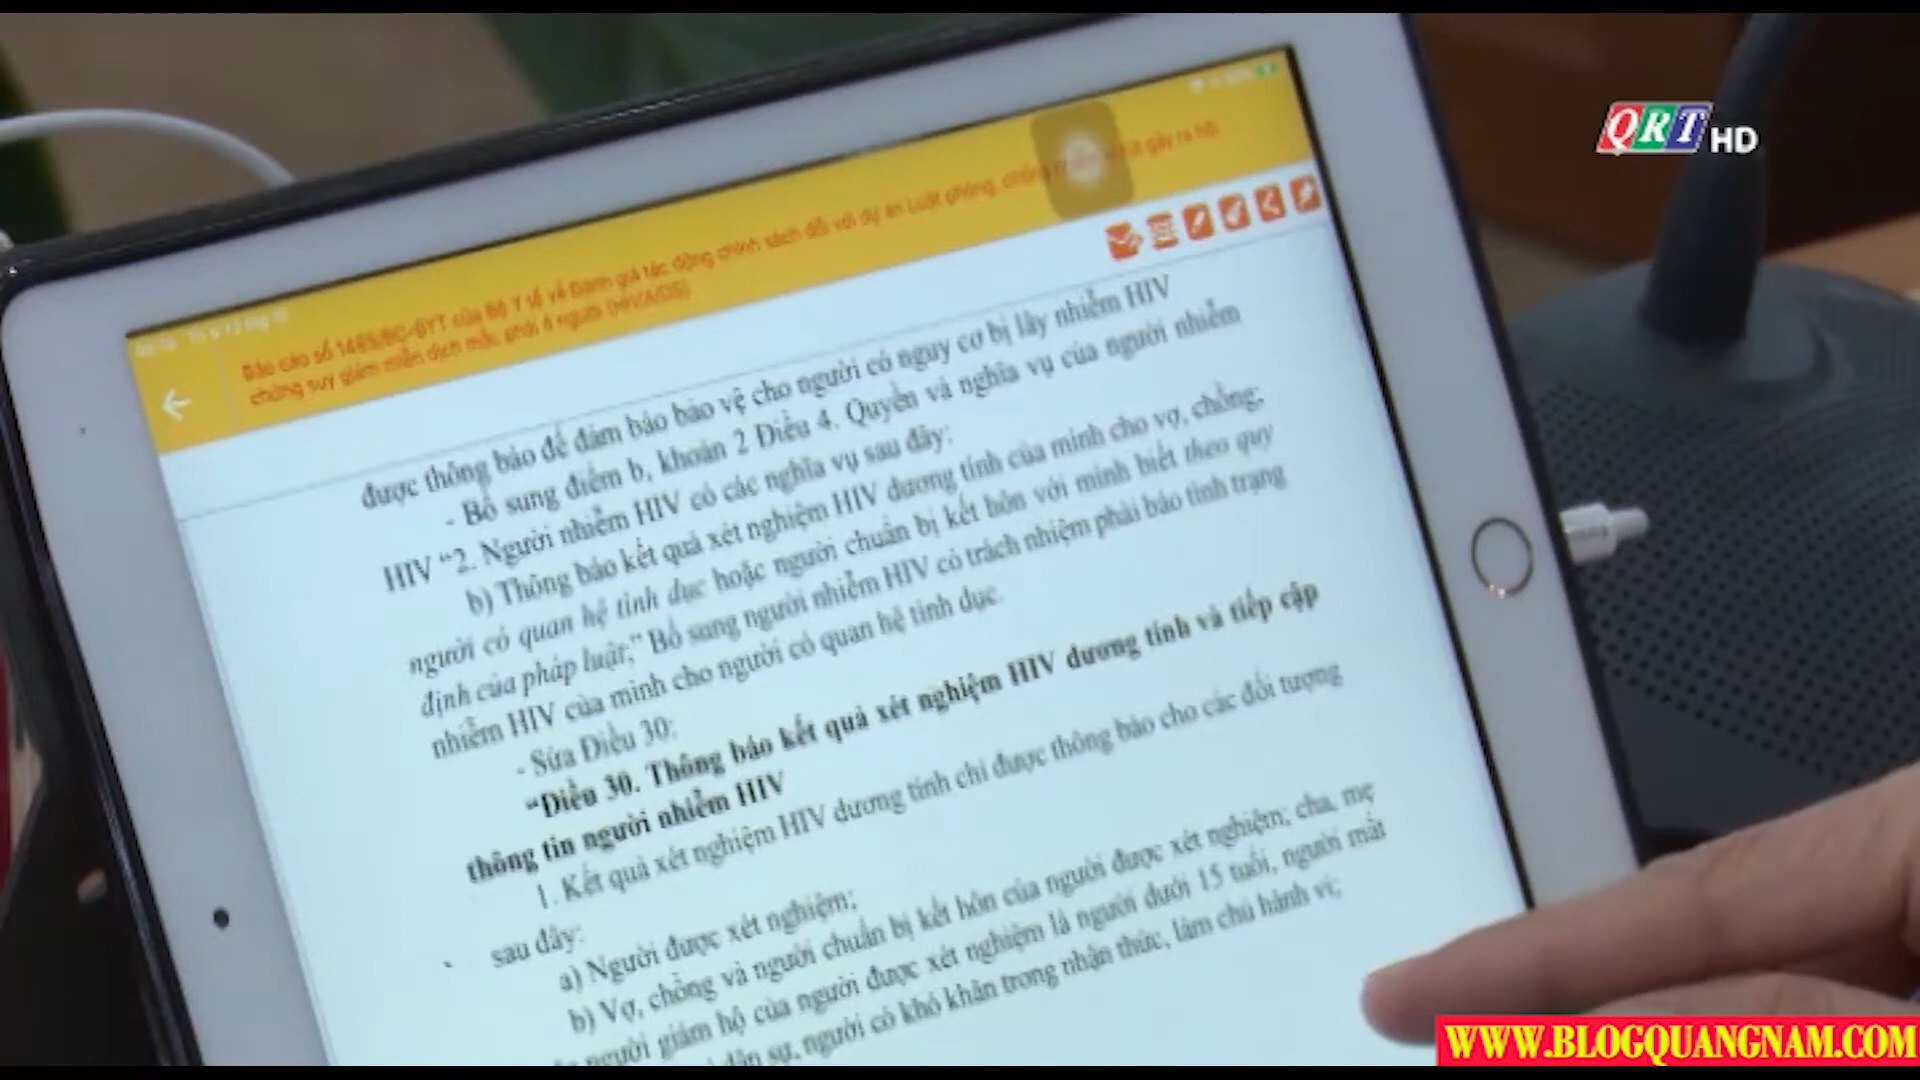 QRT HD
Báo cáo số 1485/BC-BYT của Bộ Y tế về Đánh giá tác động chính sách đối với dự án Luật phòng, chống gây ra hội
chứng suy giảm miễn dịch mắc phải ở người (HIV/AIDS)
được thông báo để đảm bảo bảo vệ cho người có nguy cơ bị lây nhiễm HIV
- Bổ sung điểm b, khoản 2 Điều 4. Quyền và nghĩa vụ của người nhiễm
HIV “2. Người nhiễm HIV có các nghĩa vụ sau đây:
b) Thông báo kết quả xét nghiệm HIV dương tính của mình cho vợ, chồng;
người có quan hệ tình dục hoặc người chuẩn bị kết hôn với mình biết theo quy
định của pháp luật;” Bổ sung người nhiễm HIV có trách nhiệm phải báo tình trạng
nhiễm HIV của mình cho người có quan hệ tình dục.
- Sửa Điều 30:
“Điều 30. Thông báo kết quả xét nghiệm HIV dương tính và tiếp cập
thông tin người nhiễm HIV
1. Kết quả xét nghiệm HIV dương tính chỉ được thông báo cho các đối tượng
sau đây:
a) Người được xét nghiệm;
b) Vợ, chồng và người chuẩn bị kết hôn của người được xét nghiệm; cha, mẹ
người giám hộ của người được xét nghiệm là người dưới 15 tuổi, người mất
dân sự, người có khó khăn trong nhận thức, làm chủ hành vi;
WWW.BLOGQUANGNAM.COM